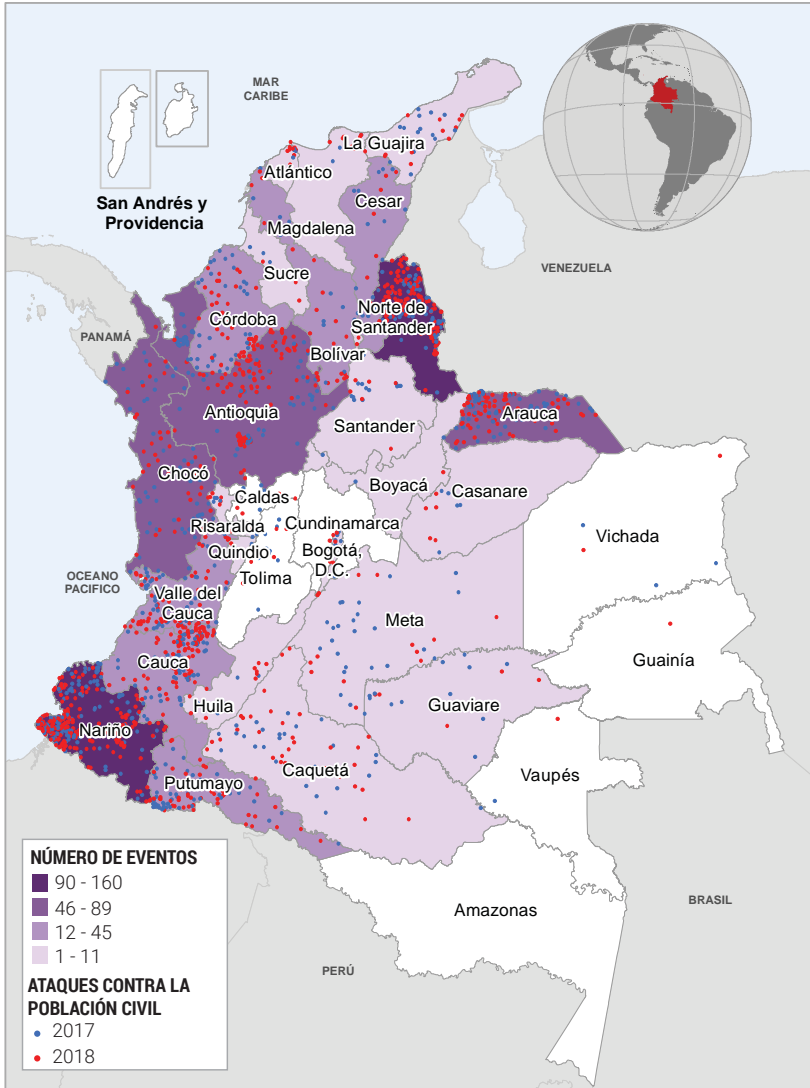 MAR
CARIBE
La Guajira
Atlántico
San Andrés y
Providencia
Cesar
Magdalena
VENEZUELA
Sucre
Norte de
Santander
Córdoba
PANAMÁ
Bolívar
Antioquia
Santander
Arauca
Chocó
Boyacá
Casanare
Caldas
Risaralda
Cundinamarca
Vichada
Quindio
Bogotá,
D.C.
OCEANO
PACIFICO
Tolima
Valle del
Cauca
Meta
Cauca
Guainía
Huila
Guaviare
Nariño
Caquetá
Vaupés
Putumayo
NÚMERO DE EVENTOS
90 - 160
46 - 89
12 - 45
1 - 11
ATAQUES CONTRA LA
POBLACIÓN CIVIL
2017
2018
Amazonas
BRASIL
PERÚ